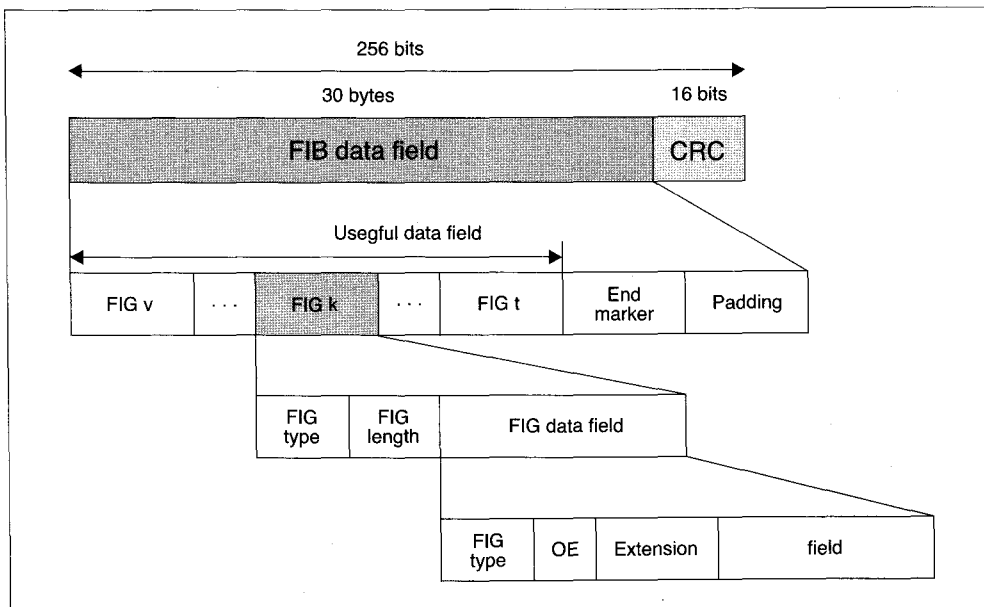 256 bits
30 bytes 16 bits
FIB data field CRC
Usegful data field
FIG v ... FIG k ... FIG t End marker Padding
FIG type FIG length FIG data field
FIG type OE Extension field